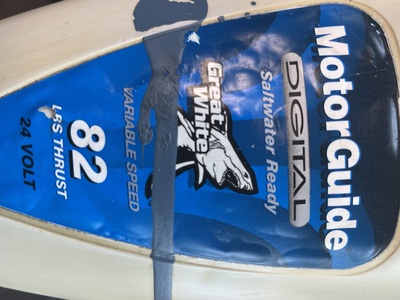 MotorGuide
DIGITAL
Saltwater Ready
Great
White
VARIABLE SPEED
82
LBS THRUST
24 VOLT